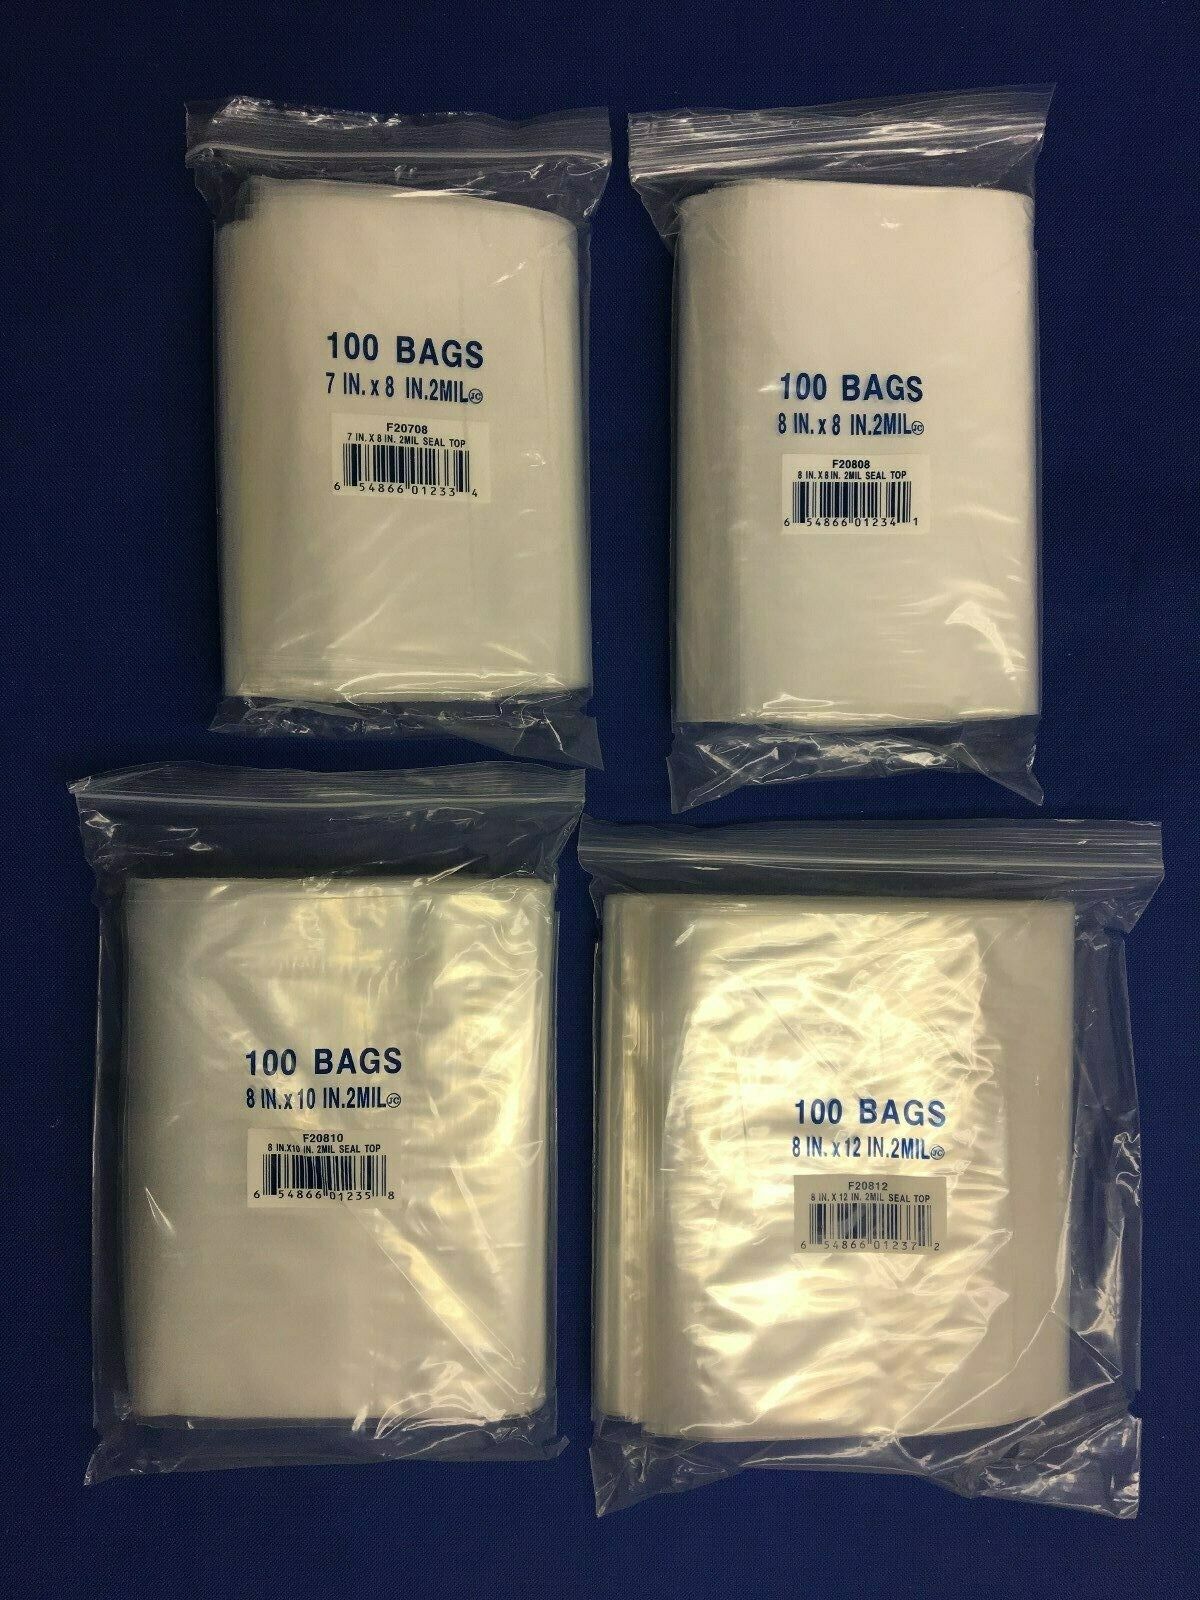 100 BAGS
7 IN. x 8 IN.2MIL JC
F20708
7 IN. X 8 IN. 2MIL SEAL TOP
6 54866 01233 4
100 BAGS
8 IN. x 8 IN.2MIL JC
F20808
8 IN. X 8 IN. 2MIL SEAL TOP
6 54866 01234 1
100 BAGS
8 IN. x 10 IN.2MIL JC
F20810
8 IN.X10 IN. 2MIL SEAL TOP
6 54866 01235 8
100 BAGS
8 IN. x 12 IN.2MIL JC
F20812
8 IN. X 12 IN. 2MIL SEAL TOP
6 54866 01237 2